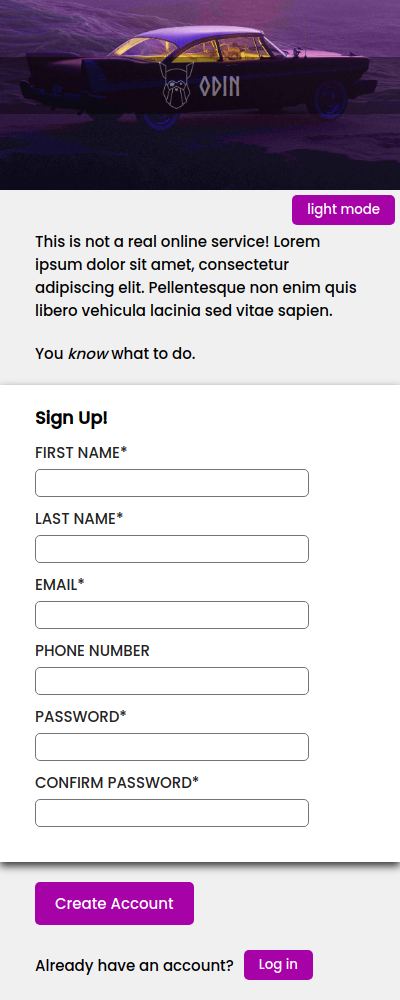 ODIN
light mode
This is not a real online service! Lorem
ipsum dolor sit amet, consectetur
adipiscing elit. Pellentesque non enim quis
libero vehicula lacinia sed vitae sapien.
You know what to do.
Sign Up!
FIRST NAME*
LAST NAME*
EMAIL*
PHONE NUMBER
PASSWORD*
CONFIRM PASSWORD*
Create Account
Already have an account? Log in